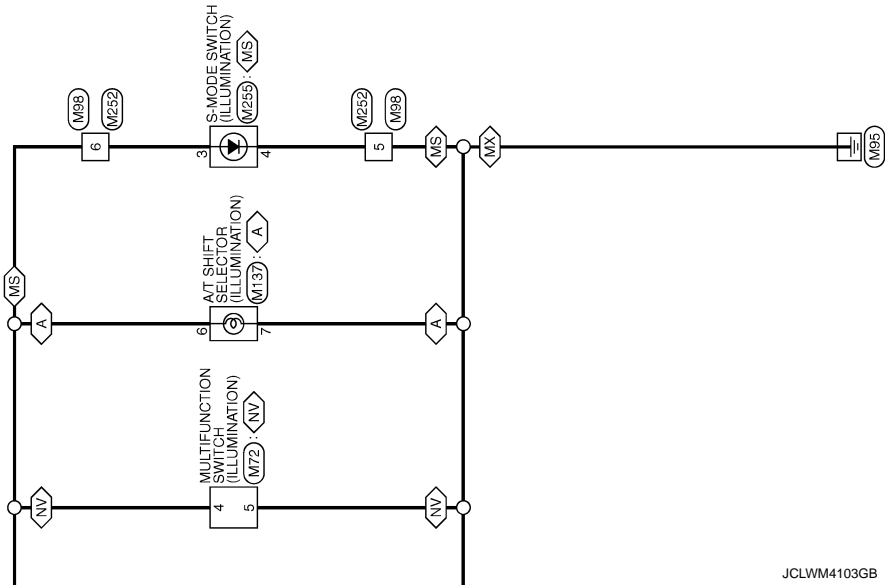 M98
M252
6
S-MODE SWITCH
(ILLUMINATION)
M255 : MS
3
4
M252
M98
5
MS
MX
M95
MS
A
A/T SHIFT
SELECTOR
(ILLUMINATION)
M137 : A
6
7
A
NV
MULTIFUNCTION
SWITCH
(ILLUMINATION)
M72 : NV
4
5
NV
JCLWM4103GB